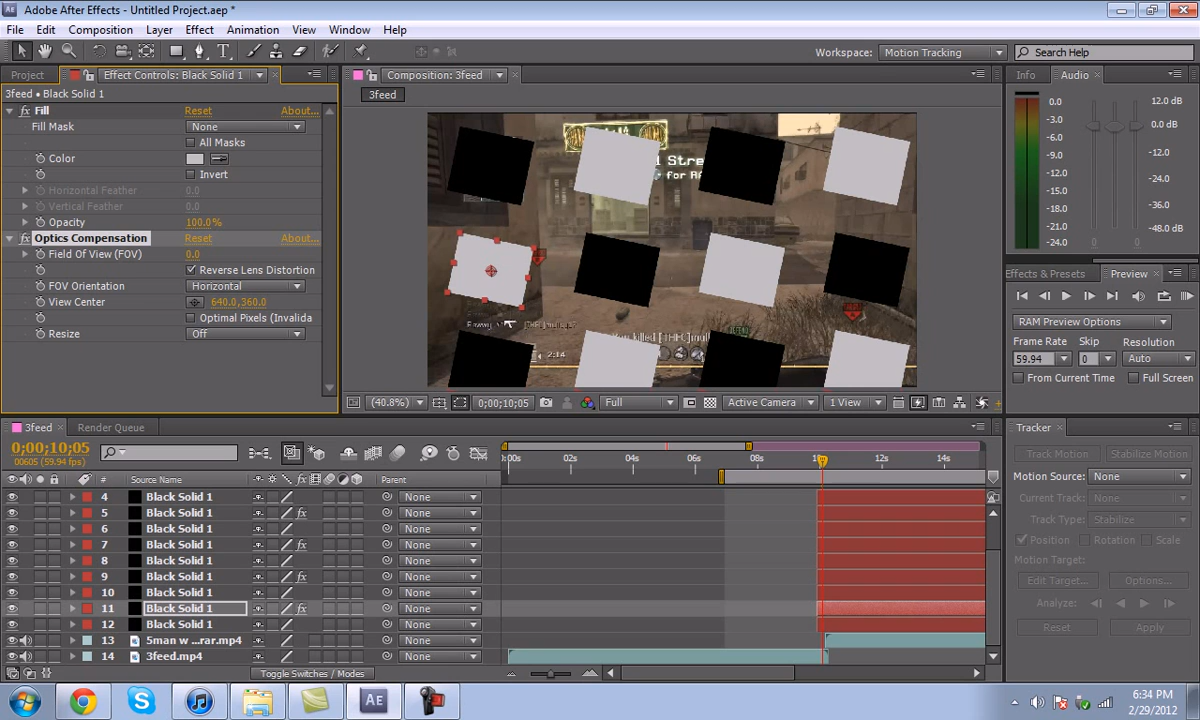 Adobe After Effects - Untitled Project.aep *
File Edit Composition Layer Effect Animation View Window Help
Workspace: Motion Tracking Search Help
Project Effect Controls: Black Solid 1 Composition: 3feed Info Audio
3feed • Black Solid 1
3feed
fx Fill Reset About...
Fill Mask None
All Masks
Color
Invert
Horizontal Feather 0.0
Vertical Feather 0.0
Opacity 100.0%
Optics Compensation Reset About...
Field Of View (FOV) 0.0
Reverse Lens Distortion
FOV Orientation Horizontal
View Center 640.0,360.0
Optimal Pixels (Invalida
Resize Off
2:14
killed
0.0 12.0 dB
-3.0
-6.0 0.0 dB
-9.0
-12.0 -12.0
-15.0
-18.0 -24.0
-21.0 -36.0
-24.0 -48.0 dB
0 0
Effects & Presets Preview
RAM Preview Options
Frame Rate Skip Resolution
59.94 0 Auto
From Current Time Full Screen
(40.8%) 0;00;10;05 Full Active Camera 1 View
3feed Render Queue
0;00;10;05
00605 (59.94 fps)
0:00s 02s 04s 06s 08s 10s 12s 14s
# Source Name Parent
4 Black Solid 1 None
5 Black Solid 1 fx None
6 Black Solid 1 None
7 Black Solid 1 fx None
8 Black Solid 1 None
9 Black Solid 1 fx None
10 Black Solid 1 None
11 Black Solid 1 fx None
12 Black Solid 1 None
13 5man w ...rar.mp4 None
14 3feed.mp4 None
Toggle Switches / Modes
Tracker
Track Motion Stabilize Motion
Motion Source: None
Current Track: None
Track Type: Stabilize
Position Rotation Scale
Motion Target:
Edit Target... Options...
Analyze:
Reset Apply
Ae
6:34 PM
2/29/2012